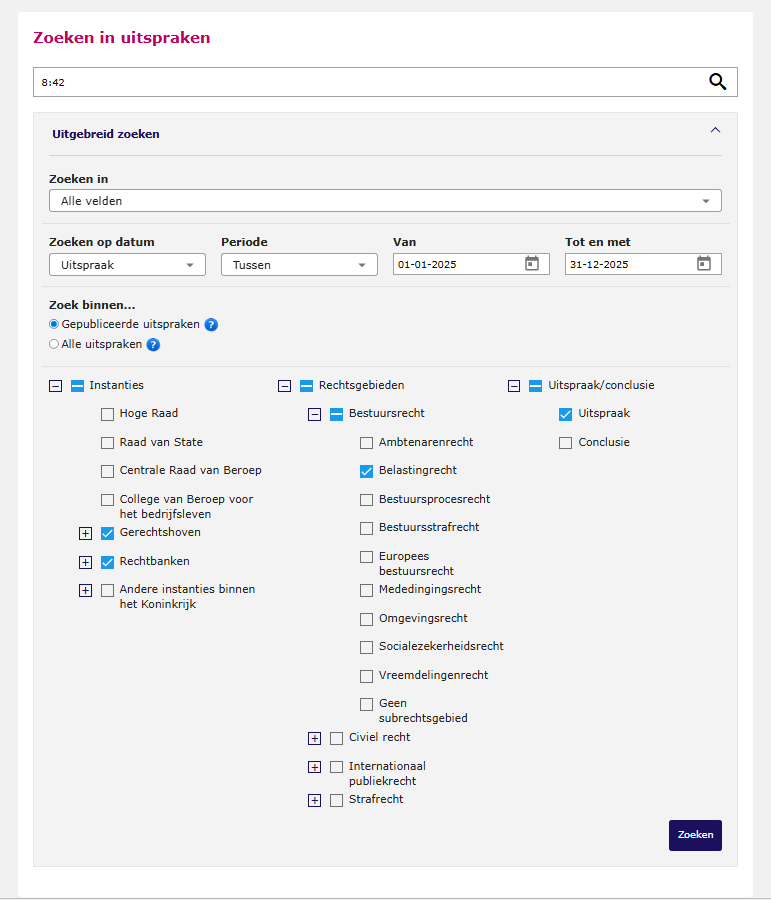 Zoeken in uitspraken
8:42
Uitgebreid zoeken
Zoeken in
Alle velden
Zoeken op datum
Uitspraak
Periode
Tussen
Van
01-01-2025
Tot en met
31-12-2025
Zoek binnen...
Gepubliceerde uitspraken ?
Alle uitspraken ?
Instanties
Hoge Raad
Raad van State
Centrale Raad van Beroep
College van Beroep voor
het bedrijfsleven
Gerechtshoven
Rechtbanken
Andere instanties binnen
het Koninkrijk
Rechtsgebieden
Bestuursrecht
Ambtenarenrecht
Belastingrecht
Bestuursprocesrecht
Bestuursstrafrecht
Europees
bestuursrecht
Mededingingsrecht
Omgevingsrecht
Socialezekerheidsrecht
Vreemdelingenrecht
Geen
subrechtsgebied
Civiel recht
Internationaal
publiekrecht
Strafrecht
Uitspraak/conclusie
Uitspraak
Conclusie
Zoeken